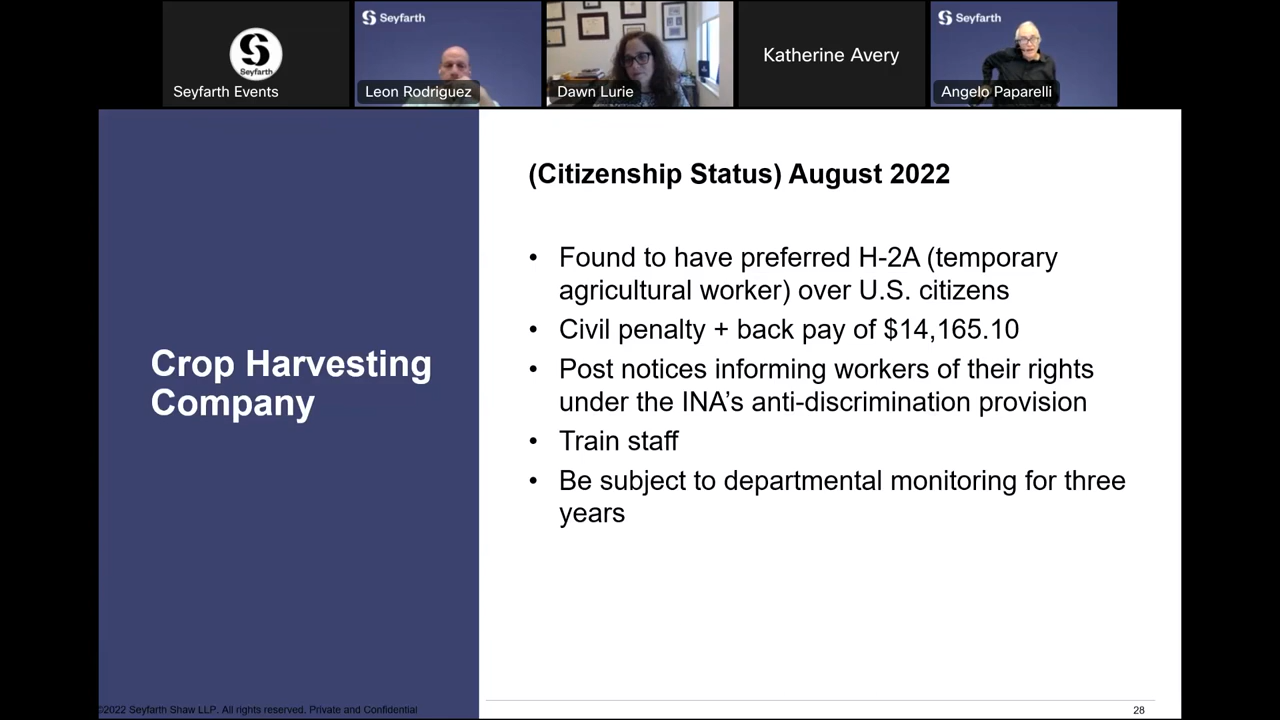 Seyfarth
Seyfarth Events
Seyfarth
Leon Rodriguez
Dawn Lurie
Katherine Avery
Seyfarth
Angelo Paparelli
Crop Harvesting
Company
(Citizenship Status) August 2022
• Found to have preferred H-2A (temporary
agricultural worker) over U.S. citizens
• Civil penalty + back pay of $14,165.10
• Post notices informing workers of their rights
under the INA’s anti-discrimination provision
• Train staff
• Be subject to departmental monitoring for three
years
©2022 Seyfarth Shaw LLP. All rights reserved. Private and Confidential
28